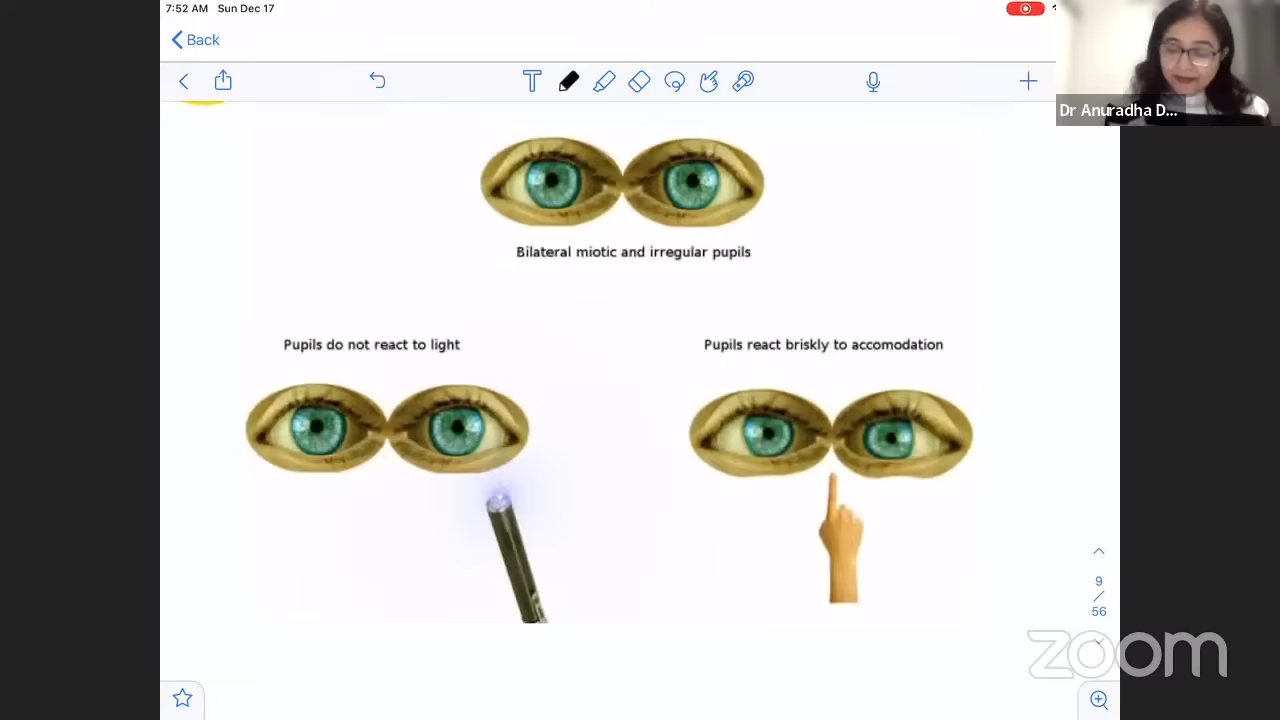 7:52 AM Sun Dec 17
Back
Dr Anuradha D...
Bilateral miotic and irregular pupils
Pupils do not react to light
Pupils react briskly to accomodation
9
/
56
zoom